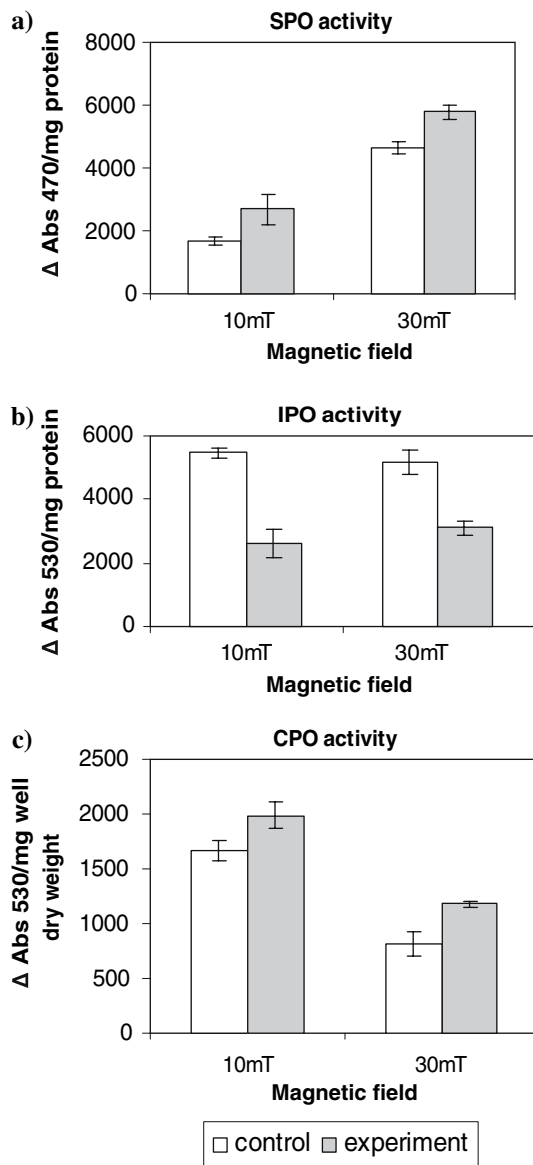 a)
SPO activity
Δ Abs 470/mg protein
8000
6000
4000
2000
0
10mT
30mT
Magnetic field
b)
IPO activity
Δ Abs 530/mg protein
6000
4000
2000
0
10mT
30mT
Magnetic field
c)
CPO activity
Δ Abs 530/mg well
dry weight
2500
2000
1500
1000
500
0
10mT
30mT
Magnetic field
control
experiment